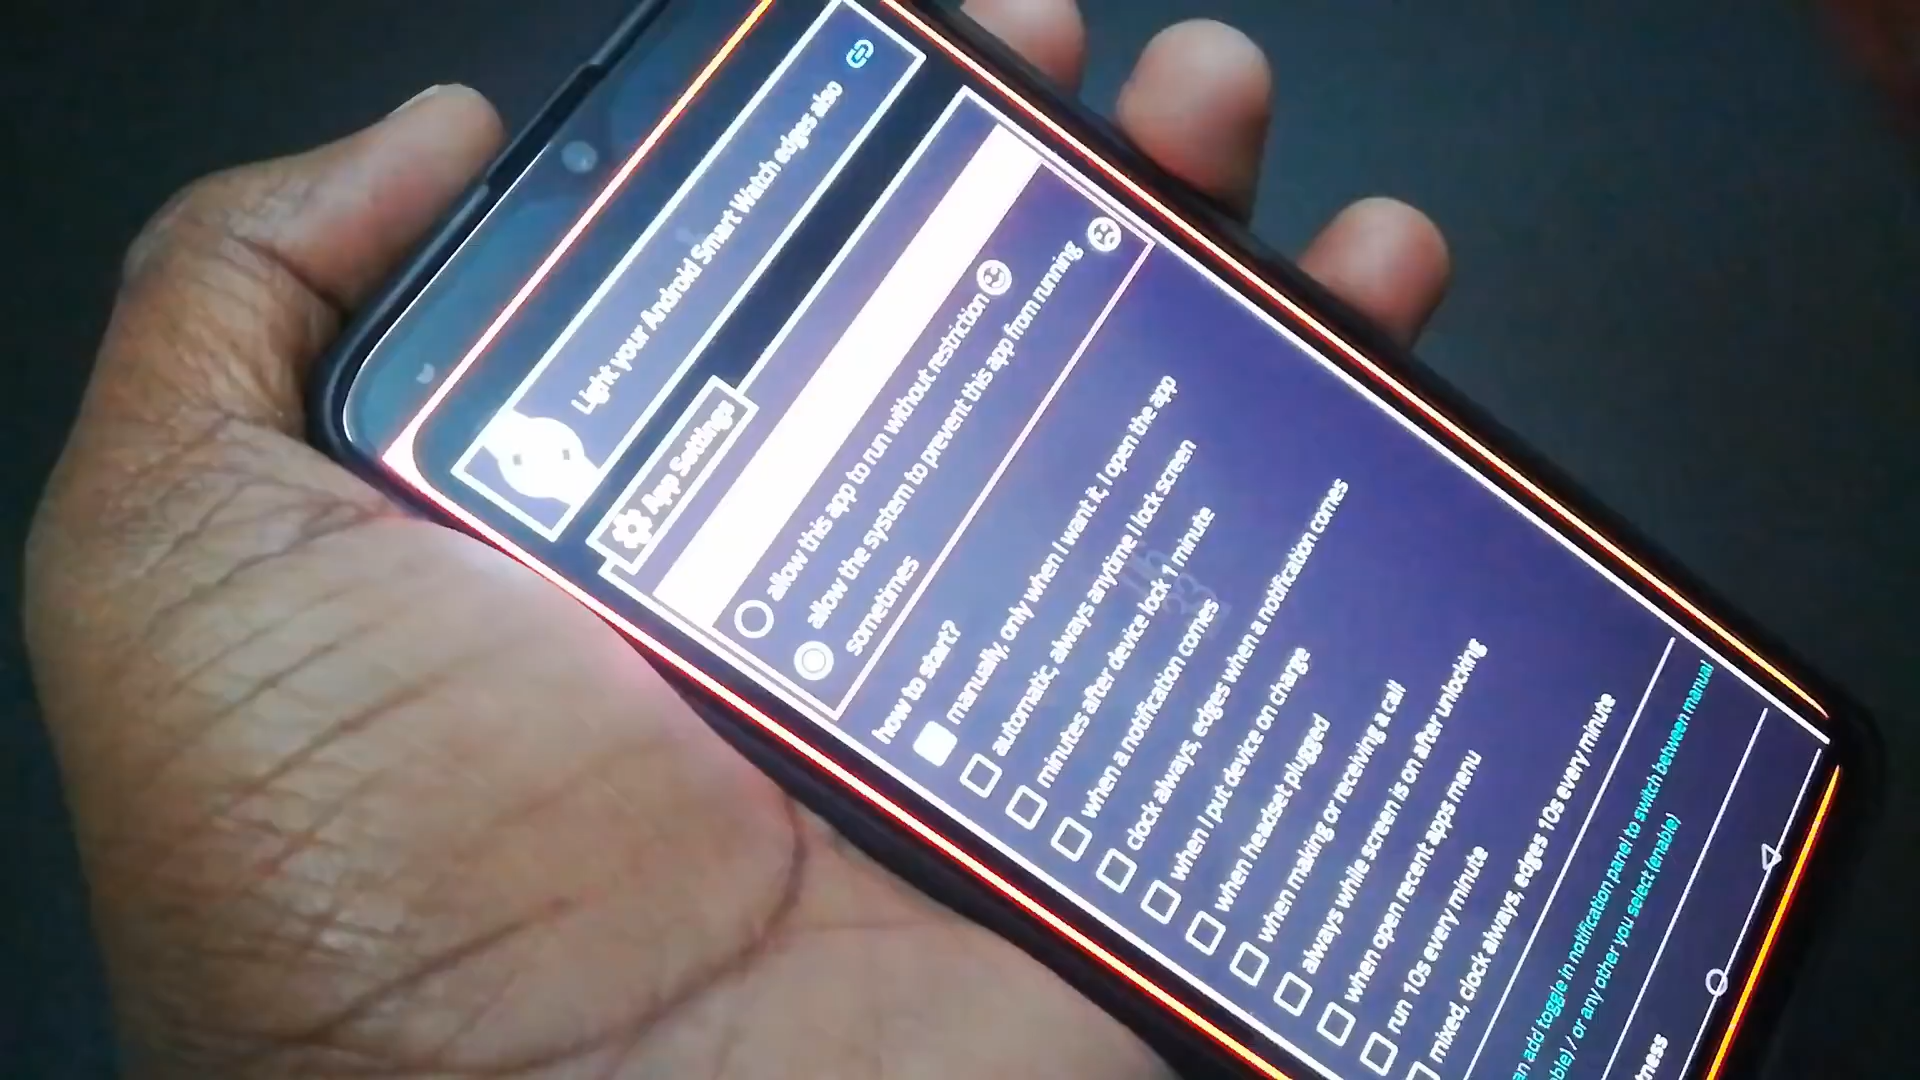 Light your Android Smart Watch edges also
App Settings
allow this app to run without restriction
allow the system to prevent this app from running
sometimes
how to start?
manually, only when I want it, I open the app
automatic, always anytime I lock screen
minutes after device lock 1 minute
when a notification comes
clock always, edges when a notification comes
when I put device on charge
when headset plugged
when making or receiving a call
always while screen is on after unlocking
when open recent apps menu
run 10s every minute
mixed, clock always, edges 10s every minute
an add toggle in notification panel to switch between manual
able) / or any other you select (enable)
tness